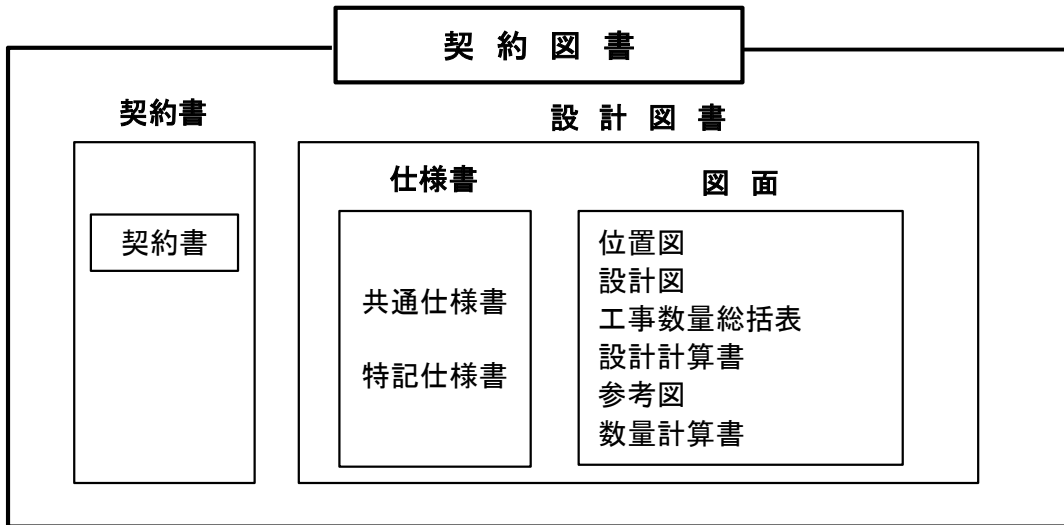 契約図書
契約書
設計図書
契約書
仕様書
図面
共通仕様書
特記仕様書
位置図
設計図
工事数量総括表
設計計算書
参考図
数量計算書